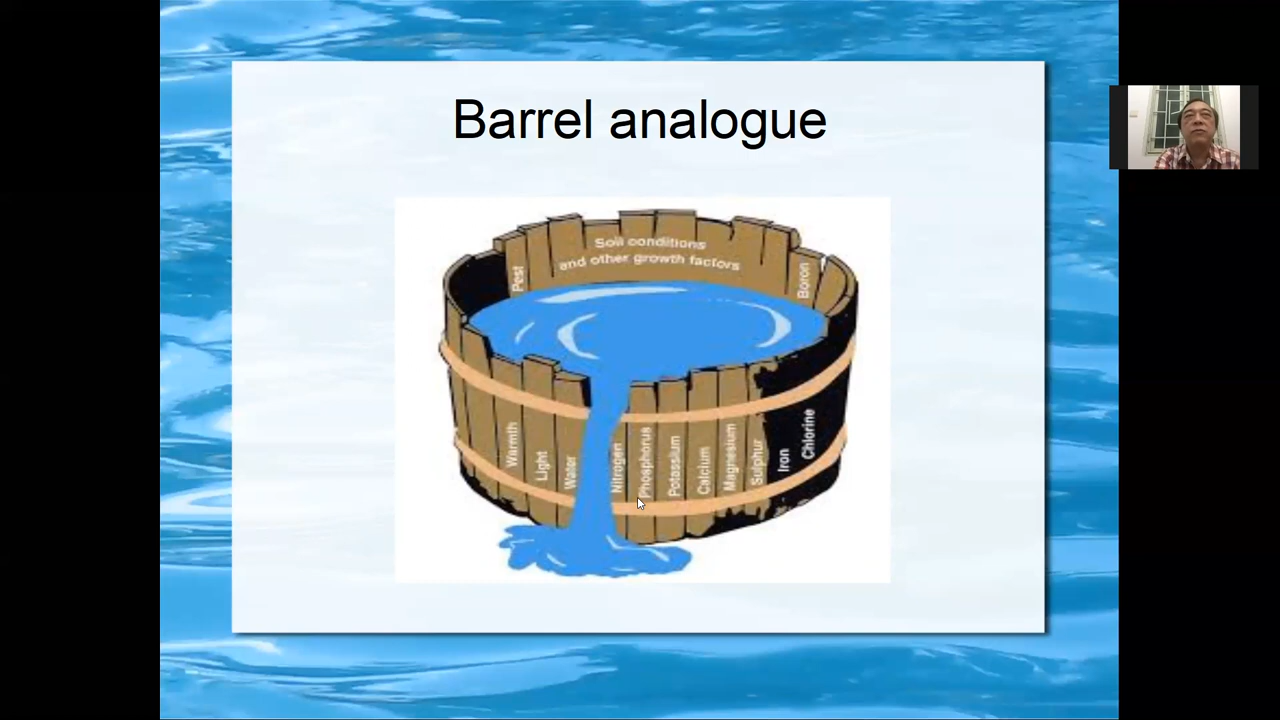 Barrel analogue
Soil conditions
and other growth factors
Pest
Boron
Warmth
Light
Water
Nitrogen
Phosphorus
Potassium
Calcium
Magnesium
Sulphur
Iron
Chlorine